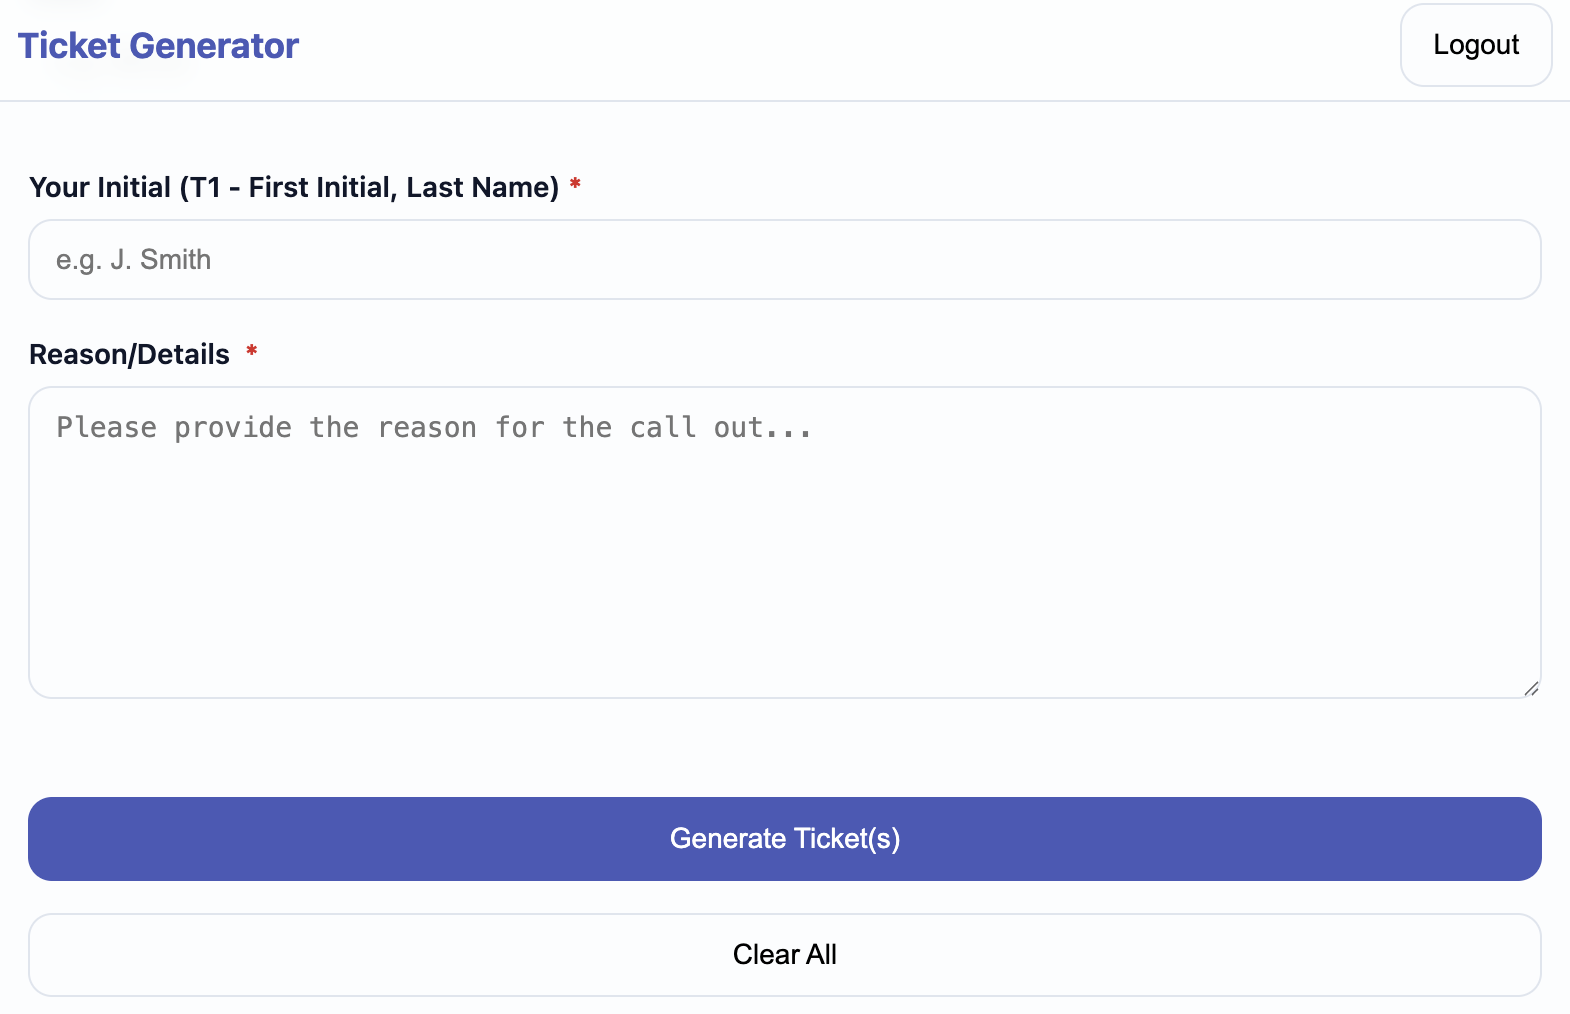 Ticket Generator
Logout
Your Initial (T1 - First Initial, Last Name) *
e.g. J. Smith
Reason/Details *
Please provide the reason for the call out...
Generate Ticket(s)
Clear All